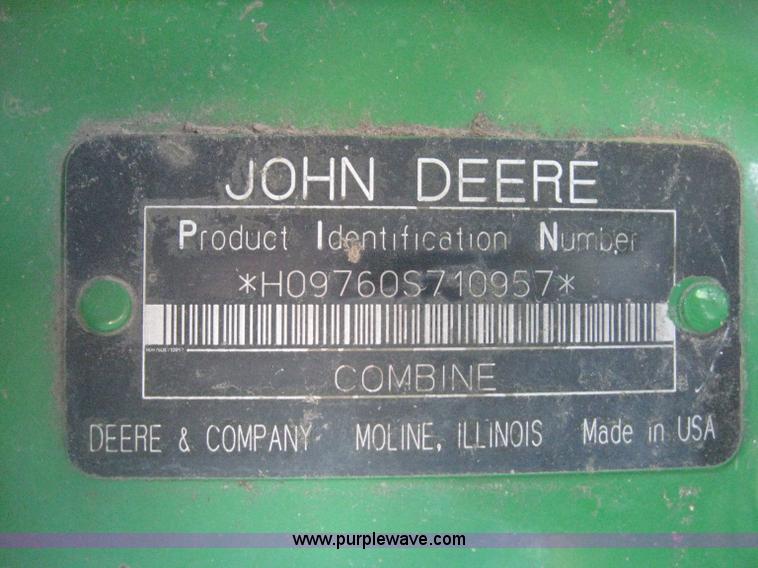 JOHN DEERE
Product Identification Number
*H09760S710957*
COMBINE
DEERE & COMPANY MOLINE, ILLINOIS Made in USA
www.purplewave.com